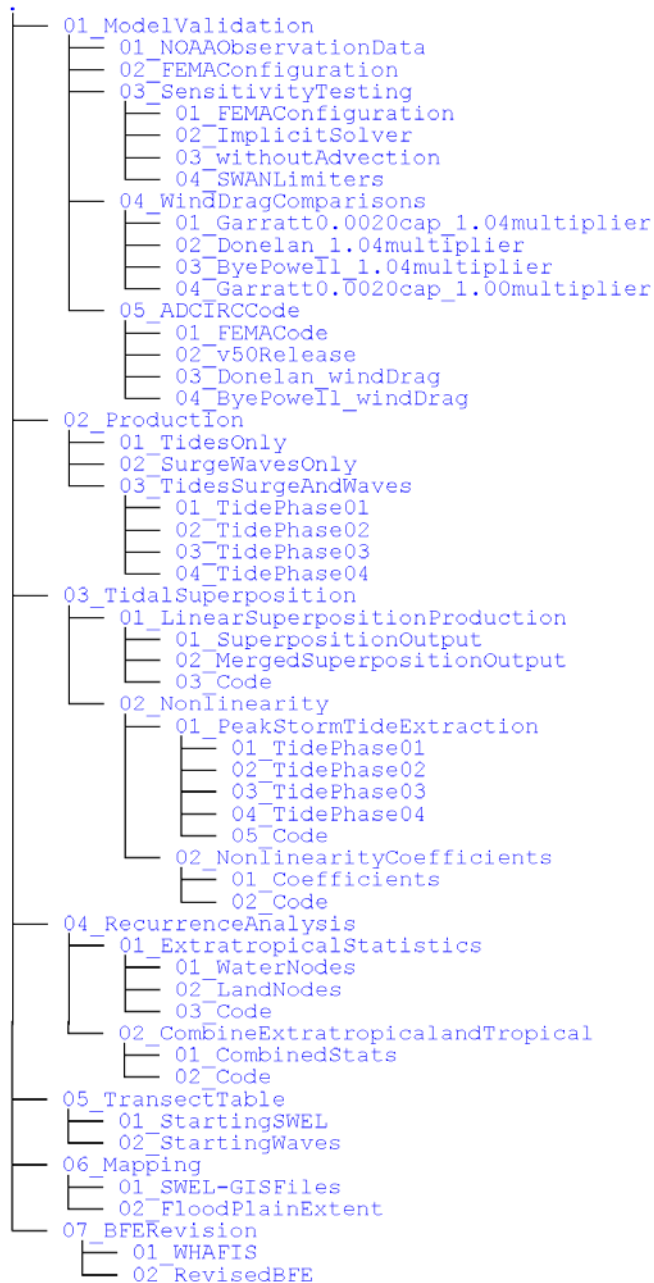 .
01_ModelValidation
01_NOAAObservationData
02_FEMAConfiguration
03_SensitivityTesting
01_FEMAConfiguration
02_ImplicitSolver
03_withoutAdvection
04_SWANLimiters
04_WindDragComparisons
01_Garratt0.0020cap_1.04multiplier
02_Donelan_1.04multiplier
03_ByePowell_1.04multiplier
04_Garratt0.0020cap_1.00multiplier
05_ADCIRCCode
01_FEMACode
02_v50Release
03_Donelan_windDrag
04_ByePowell_windDrag
02_Production
01_TidesOnly
02_SurgeWavesOnly
03_TidesSurgeAndWaves
01_TidePhase01
02_TidePhase02
03_TidePhase03
04_TidePhase04
03_TidalSuperposition
01_LinearSuperpositionProduction
01_SuperpositionOutput
02_MergedSuperpositionOutput
03_Code
02_Nonlinearity
01_PeakStormTideExtraction
01_TidePhase01
02_TidePhase02
03_TidePhase03
04_TidePhase04
05_Code
02_NonlinearityCoefficients
01_Coefficients
02_Code
04_RecurrenceAnalysis
01_ExtratropicalStatistics
01_WaterNodes
02_LandNodes
03_Code
02_CombineExtratropicalandTropical
01_CombinedStats
02_Code
05_TransectTable
01_StartingSWEL
02_StartingWaves
06_Mapping
01_SWEL-GISFiles
02_FloodPlainExtent
07_BFERevision
01_WHAFIS
02_RevisedBFE